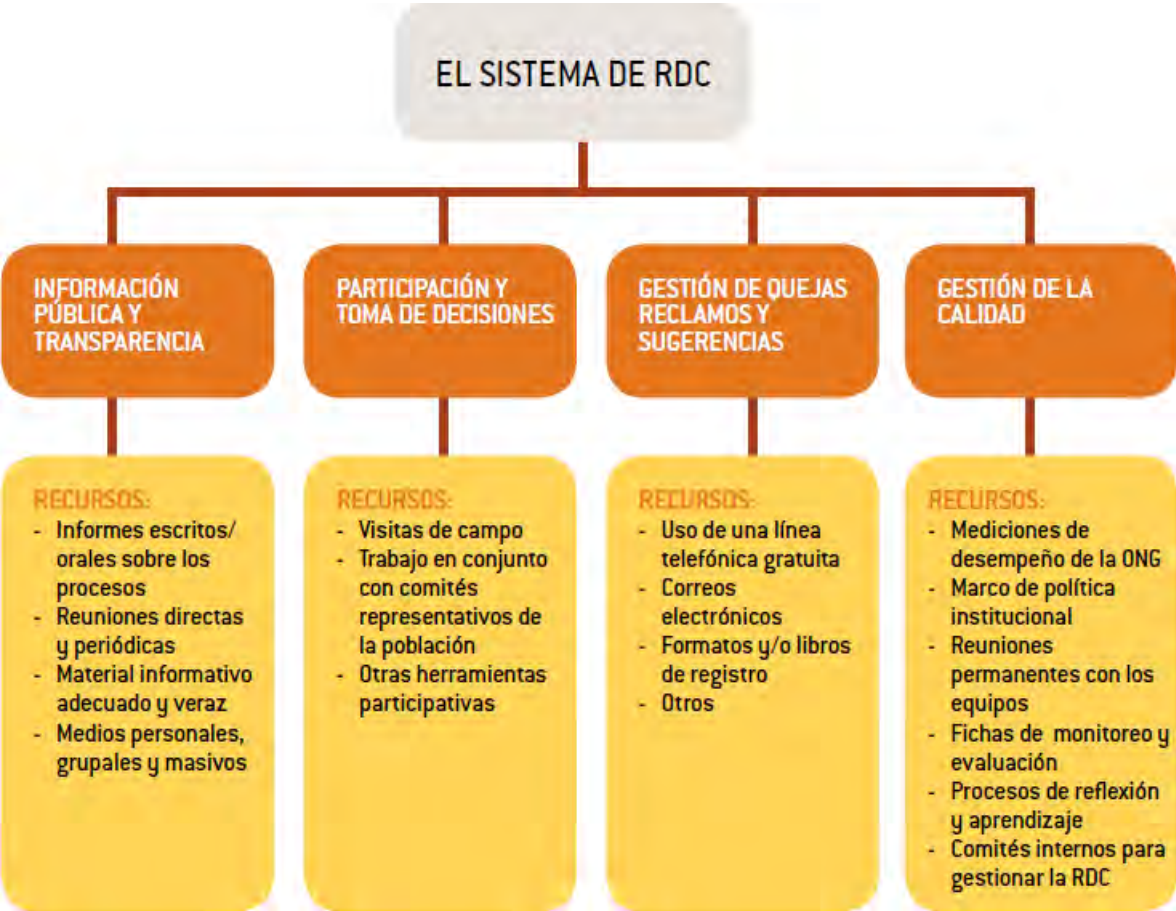 EL SISTEMA DE RDC
INFORMACIÓN
PÚBLICA Y
TRANSPARENCIA
RECURSOS:
- Informes escritos/
orales sobre los
procesos
- Reuniones directas
y periódicas
- Material informativo
adecuado y veraz
- Medios personales,
grupales y masivos
PARTICIPACIÓN Y
TOMA DE DECISIONES
RECURSOS:
- Visitas de campo
- Trabajo en conjunto
con comités
representativos de
la población
- Otras herramientas
participativas
GESTIÓN DE QUEJAS
RECLAMOS Y
SUGERENCIAS
RECURSOS:
- Uso de una línea
telefónica gratuita
- Correos
electrónicos
- Formatos y/o libros
de registro
- Otros
GESTIÓN DE LA
CALIDAD
RECURSOS:
- Mediciones de
desempeño de la ONG
- Marco de política
institucional
- Reuniones
permanentes con los
equipos
- Fichas de monitoreo y
evaluación
- Procesos de reflexión
y aprendizaje
- Comités internos para
gestionar la RDC